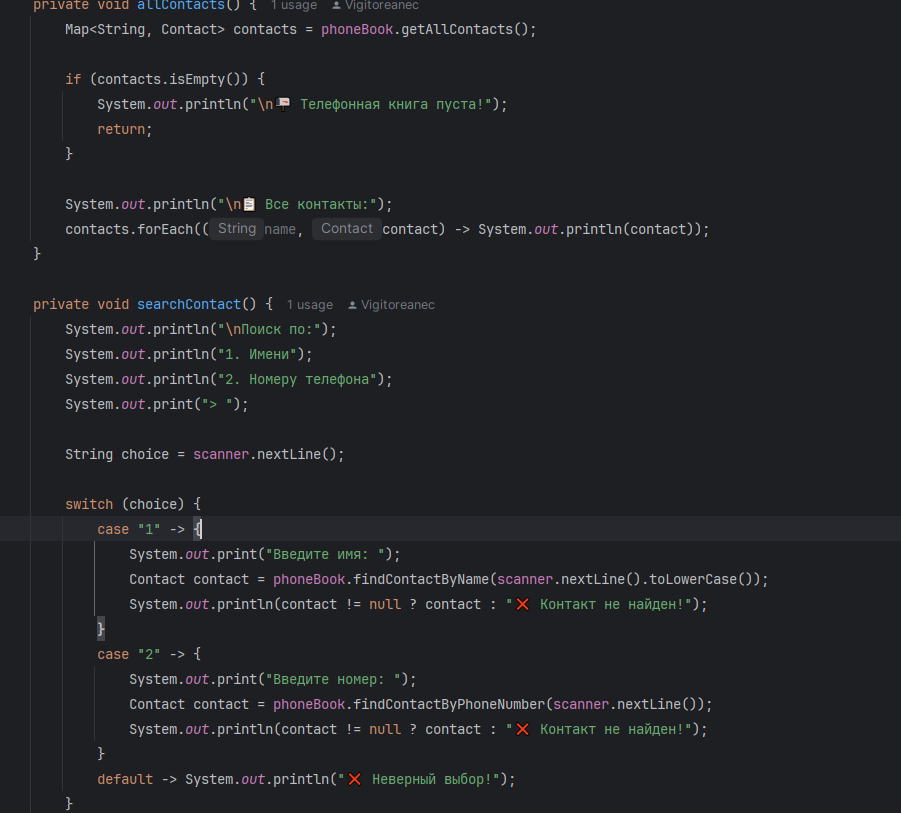 private void allContacts() { 1 usage Vigitoreanec
Map<String, Contact> contacts = phoneBook.getAllContacts();
if (contacts.isEmpty()) {
System.out.println("\n📭 Телефонная книга пуста!");
return;
}
System.out.println("\n📋 Все контакты:");
contacts.forEach((String name, Contact contact) -> System.out.println(contact));
}
private void searchContact() { 1 usage Vigitoreanec
System.out.println("\nПоиск по:");
System.out.println("1. Имени");
System.out.println("2. Номеру телефона");
System.out.print("> ");
String choice = scanner.nextLine();
switch (choice) {
case "1" -> {
System.out.print("Введите имя: ");
Contact contact = phoneBook.findContactByName(scanner.nextLine().toLowerCase());
System.out.println(contact != null ? contact : "❌ Контакт не найден!");
}
case "2" -> {
System.out.print("Введите номер: ");
Contact contact = phoneBook.findContactByPhoneNumber(scanner.nextLine());
System.out.println(contact != null ? contact : "❌ Контакт не найден!");
}
default -> System.out.println("❌ Неверный выбор!");
}